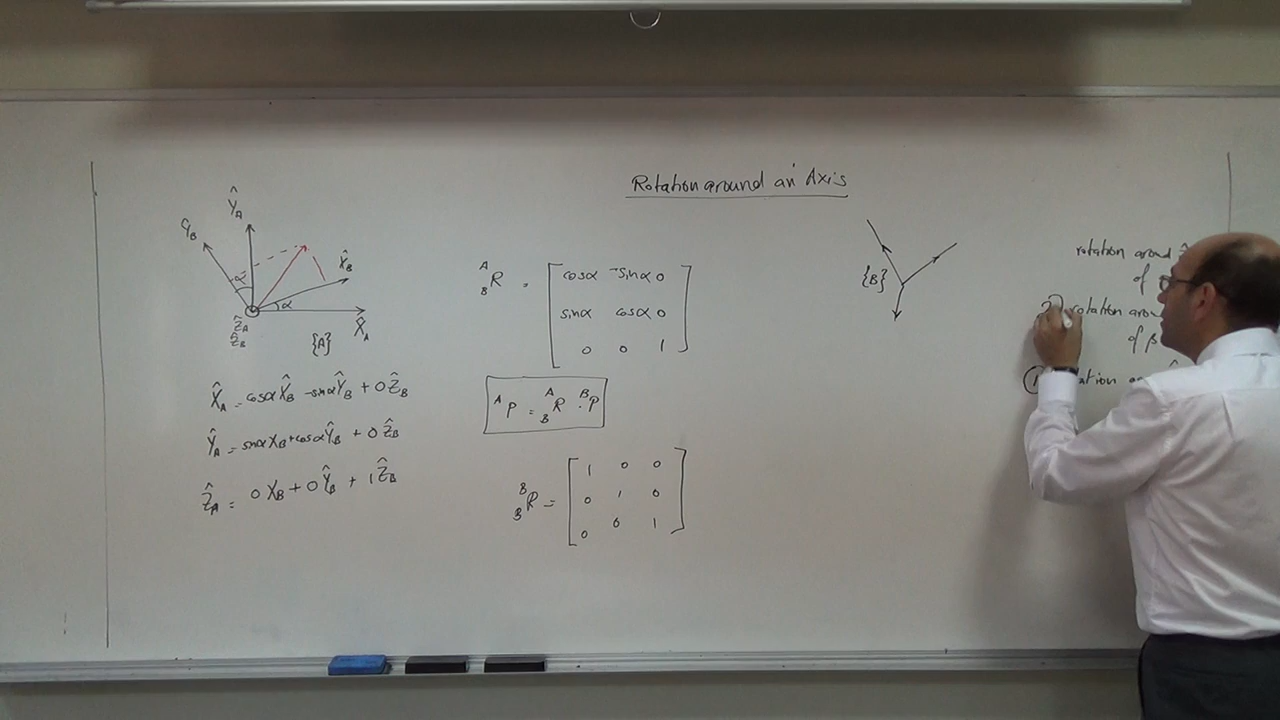 Rotation around an Axis
Ŷ_A
Y_B
X̂_B
α
α
Ẑ_A
Ẑ_B
X̂_A
{A}
X̂_A = cosα X̂_B - sinα Ŷ_B + 0 Ẑ_B
Ŷ_A = sinα X_B + cosα Ŷ_B + 0 Ẑ_B
Ẑ_A = 0 X_B + 0 Ŷ_B + 1 Ẑ_B
^A_B R = [ cosα -sinα 0
sinα cosα 0
0 0 1 ]
^A P = ^A_B R · ^B P
^B_B R = [ 1 0 0
0 1 0
0 0 1 ]
{B}
rotation around
of
2) rotation
of β